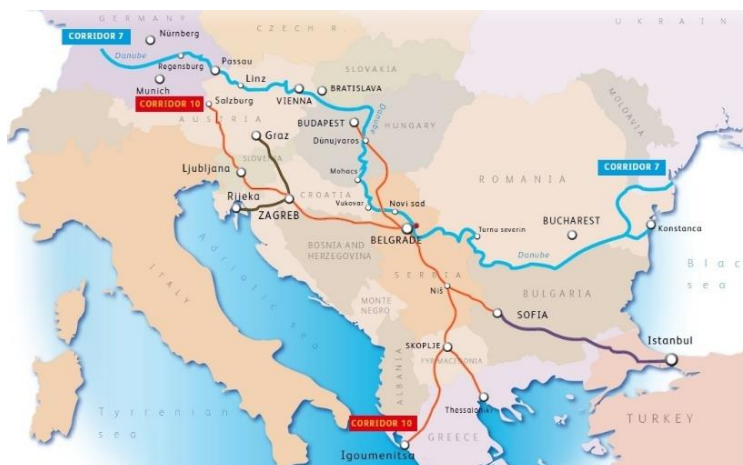 GERMANY
CZECH R.
UKRAIN
CORRIDOR 7
Nürnberg
Danube
Regensburg
Passau
SLOVAKIA
Munich
Linz
VIENNA
BRATISLAVA
CORRIDOR 10
Salzburg
AUSTRIA
BUDAPEST
Danube
HUNGARY
MOLDAVIA
Graz
Dünujvaros
Ljubljana
SLOVENIA
Mohacs
ROMANIA
CORRIDOR 7
Rijeka
CROATIA
ZAGREB
Vukovar
Novi sad
BELGRADE
Turnu severin
BUCHAREST
Konstanca
BOSNIA AND
HERZEGOVINA
Danube
Adriatic sea
SERBIA
Blac
sea
ITALY
Niš
BULGARIA
MONTE
NEGRO
SOFIA
SKOPLJE
FYR MACEDONIA
Istanbul
ALBANIA
Tyrrenian
sea
Thessaloniki
CORRIDOR 10
GREECE
TURKEY
Igoumenitsa